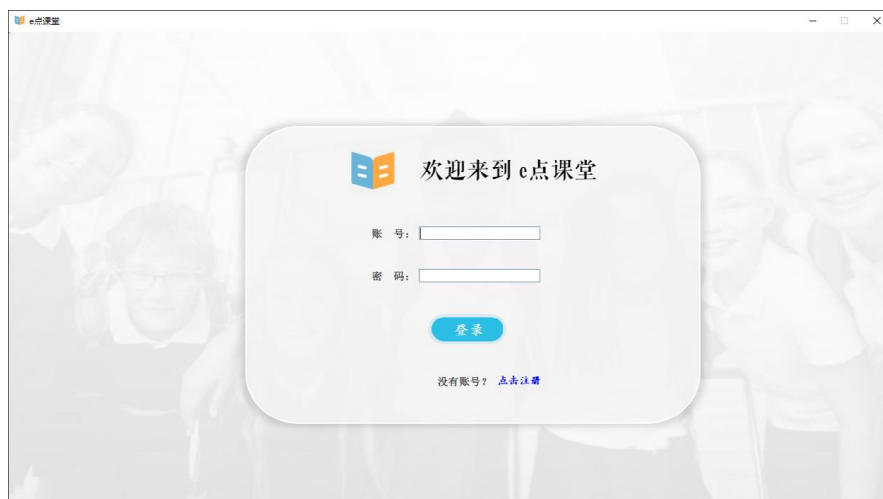 e点课堂
欢迎来到 e点课堂
账 号：
密 码：
登录
没有账号？ 点击注册